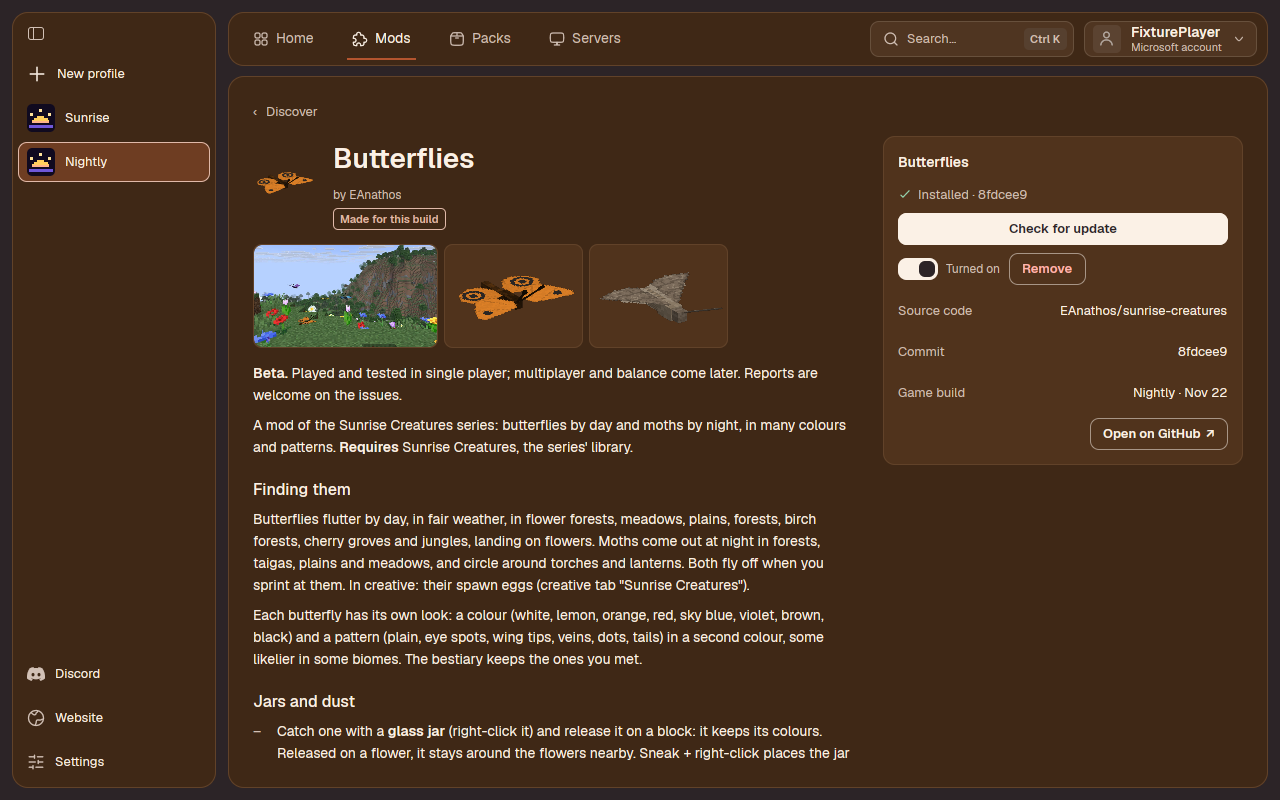 New profile
Sunrise
Nightly
Discord
Website
Settings
Home
Mods
Packs
Servers
Search...
Ctrl K
FixturePlayer
Microsoft account
‹ Discover
Butterflies
by EAnathos
Made for this build
Beta. Played and tested in single player; multiplayer and balance come later. Reports are
welcome on the issues.
A mod of the Sunrise Creatures series: butterflies by day and moths by night, in many colours
and patterns. Requires Sunrise Creatures, the series' library.
Finding them
Butterflies flutter by day, in fair weather, in flower forests, meadows, plains, forests, birch
forests, cherry groves and jungles, landing on flowers. Moths come out at night in forests,
taigas, plains and meadows, and circle around torches and lanterns. Both fly off when you
sprint at them. In creative: their spawn eggs (creative tab "Sunrise Creatures").
Each butterfly has its own look: a colour (white, lemon, orange, red, sky blue, violet, brown,
black) and a pattern (plain, eye spots, wing tips, veins, dots, tails) in a second colour, some
likelier in some biomes. The bestiary keeps the ones you met.
Jars and dust
– Catch one with a glass jar (right-click it) and release it on a block: it keeps its colours.
Released on a flower, it stays around the flowers nearby. Sneak + right-click places the jar
Butterflies
Installed · 8fdcee9
Check for update
Turned on
Remove
Source code EAnathos/sunrise-creatures
Commit 8fdcee9
Game build Nightly · Nov 22
Open on GitHub ↗